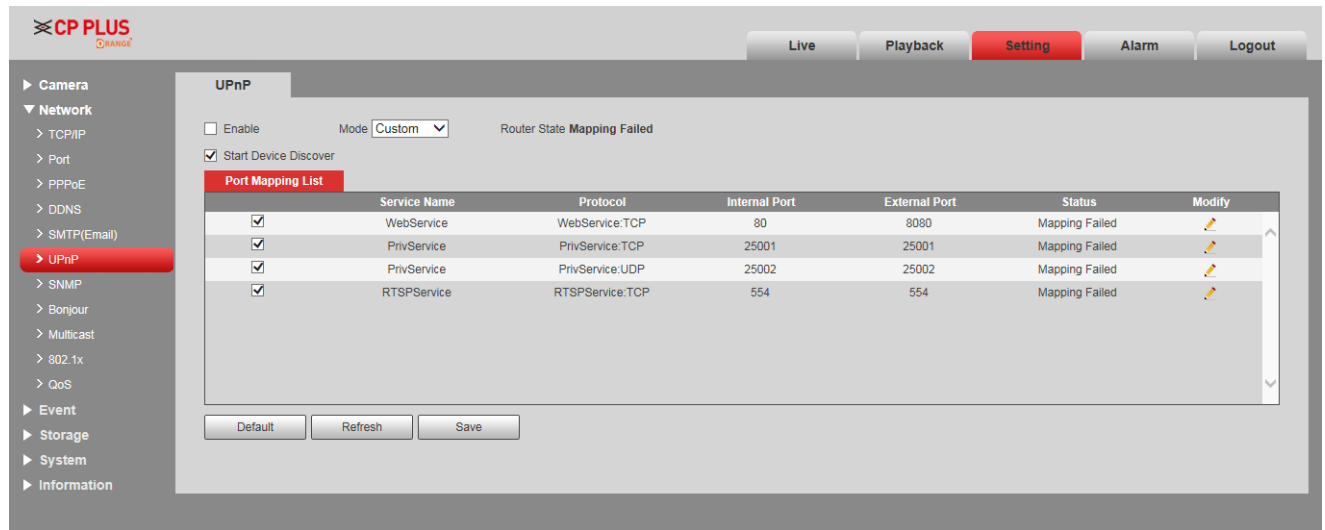 CP PLUS
ORANGE
Live Playback Setting Alarm Logout
Camera
Network
TCP/IP
Port
PPPoE
DDNS
SMTP(Email)
UPnP
SNMP
Bonjour
Multicast
802.1x
QoS
Event
Storage
System
Information
UPnP
Enable Mode Custom Router State Mapping Failed
Start Device Discover
Port Mapping List
Service Name Protocol Internal Port External Port Status Modify
WebService WebService:TCP 80 8080 Mapping Failed
PrivService PrivService:TCP 25001 25001 Mapping Failed
PrivService PrivService:UDP 25002 25002 Mapping Failed
RTSPService RTSPService:TCP 554 554 Mapping Failed
Default Refresh Save